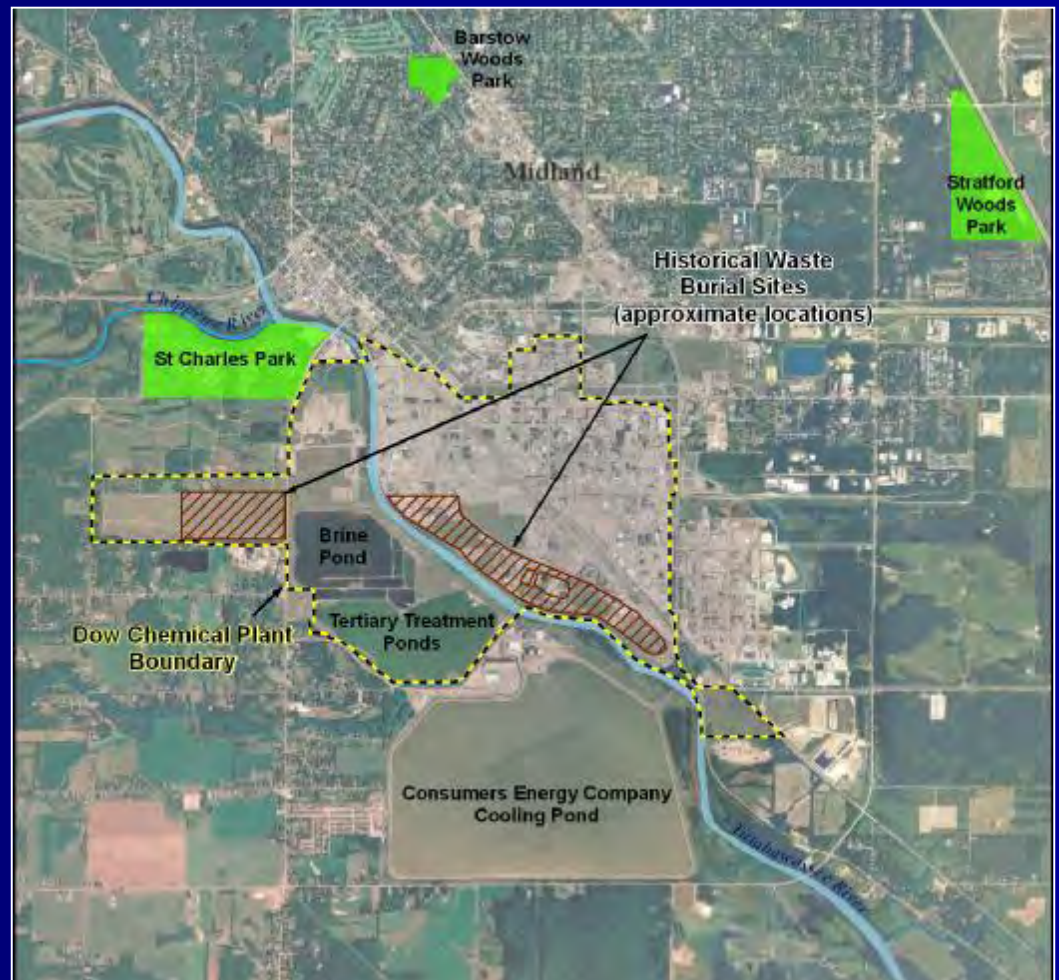 Barstow
Woods
Park
Midland
Stratford
Woods
Park
Historical Waste
Burial Sites
(approximate locations)
Chippewa River
St Charles Park
Brine
Pond
Tertiary Treatment
Ponds
Dow Chemical Plant
Boundary
Consumers Energy Company
Cooling Pond
Tittabawassee River